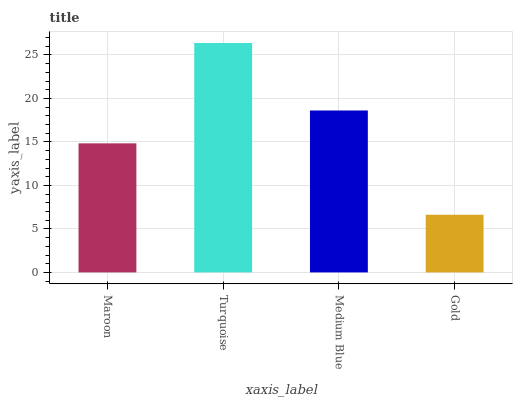 title
yaxis_label
25
20
15
10
5
0
Maroon
Turquoise
Medium Blue
Gold
xaxis_label